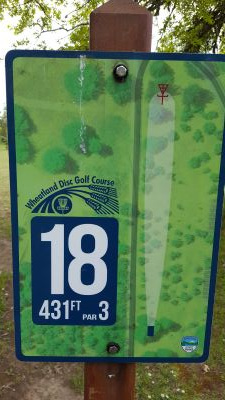 Wheatland Disc Golf Course
18
431FT PAR 3